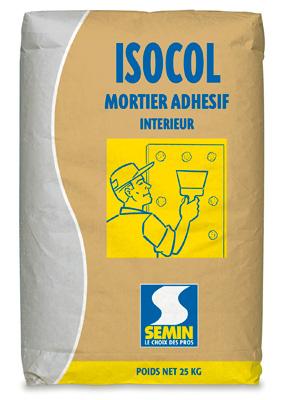 ISOCOL
MORTIER ADHESIF
INTERIEUR
SEMIN
LE CHOIX DES PROS
POIDS NET 25 KG